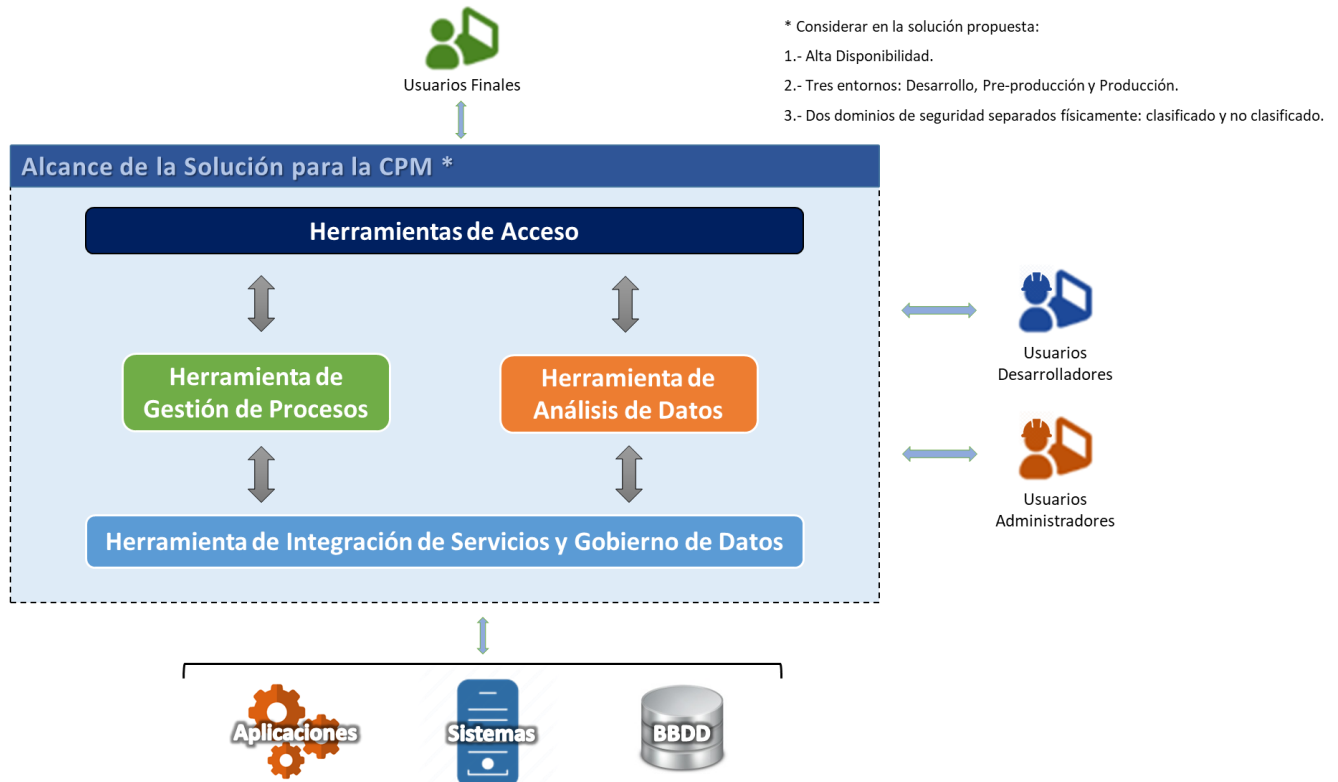 * Considerar en la solución propuesta:
1.- Alta Disponibilidad.
2.- Tres entornos: Desarrollo, Pre-producción y Producción.
3.- Dos dominios de seguridad separados físicamente: clasificado y no clasificado.
Usuarios Finales
Alcance de la Solución para la CPM *
Herramientas de Acceso
Herramienta de
Gestión de Procesos
Herramienta de
Análisis de Datos
Herramienta de Integración de Servicios y Gobierno de Datos
Usuarios
Desarrolladores
Usuarios
Administradores
Aplicaciones
Sistemas
BBDD